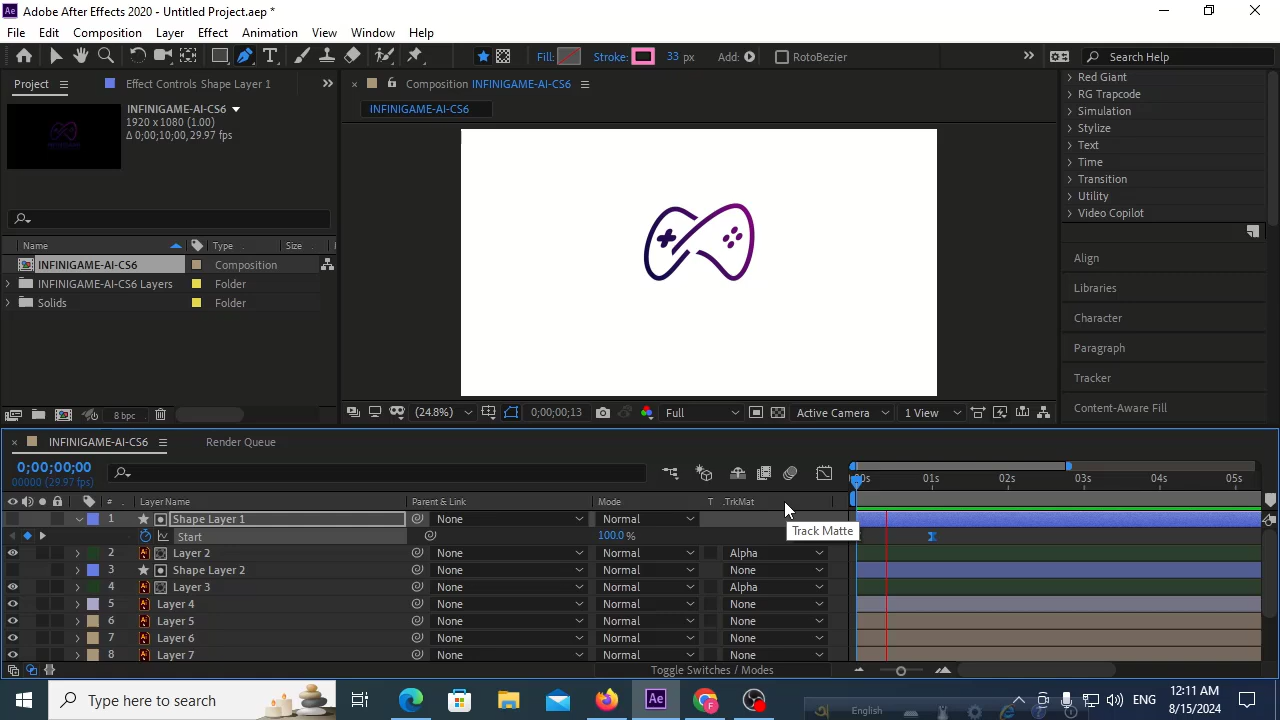 Ae Adobe After Effects 2020 - Untitled Project.aep *
File Edit Composition Layer Effect Animation View Window Help
Fill: Stroke: 33 px Add: RotoBezier Search Help
Project Effect Controls Shape Layer 1
Composition INFINIGAME-AI-CS6
INFINIGAME-AI-CS6
INFINIGAME-AI-CS6
1920 x 1080 (1.00)
Δ 0;00;10;00, 29.97 fps
Name Type Size
INFINIGAME-AI-CS6 Composition
INFINIGAME-AI-CS6 Layers Folder
Solids Folder
8 bpc
(24.8%) 0;00;00;13 Full Active Camera 1 View
Red Giant
RG Trapcode
Simulation
Stylize
Text
Time
Transition
Utility
Video Copilot
Align
Libraries
Character
Paragraph
Tracker
Content-Aware Fill
INFINIGAME-AI-CS6 Render Queue
0;00;00;00
00000 (29.97 fps)
00s 01s 02s 03s 04s 05s
# Layer Name Parent & Link Mode T .TrkMat
1 Shape Layer 1 None Normal
Start 100.0 %
Track Matte
2 Layer 2 None Normal Alpha
3 Shape Layer 2 None Normal None
4 Layer 3 None Normal Alpha
5 Layer 4 None Normal None
6 Layer 5 None Normal None
7 Layer 6 None Normal None
8 Layer 7 None Normal None
Toggle Switches / Modes
Type here to search
Ae
ENG
12:11 AM
8/15/2024
English